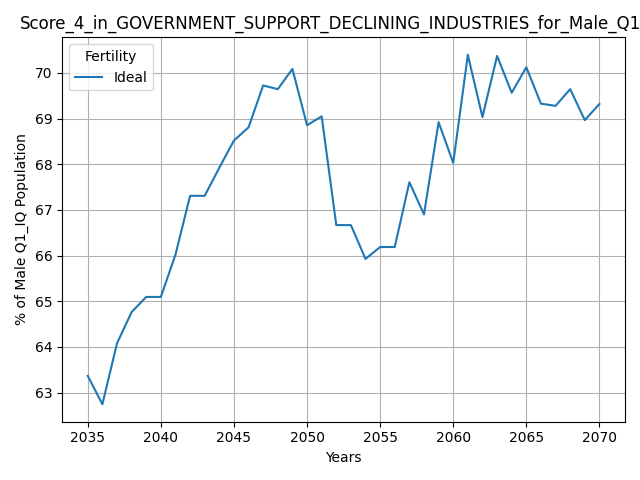 Score_4_in_GOVERNMENT_SUPPORT_DECLINING_INDUSTRIES_for_Male_Q1
Fertility
Ideal
% of Male Q1_IQ Population
70
69
68
67
66
65
64
63
2035 2040 2045 2050 2055 2060 2065 2070
Years